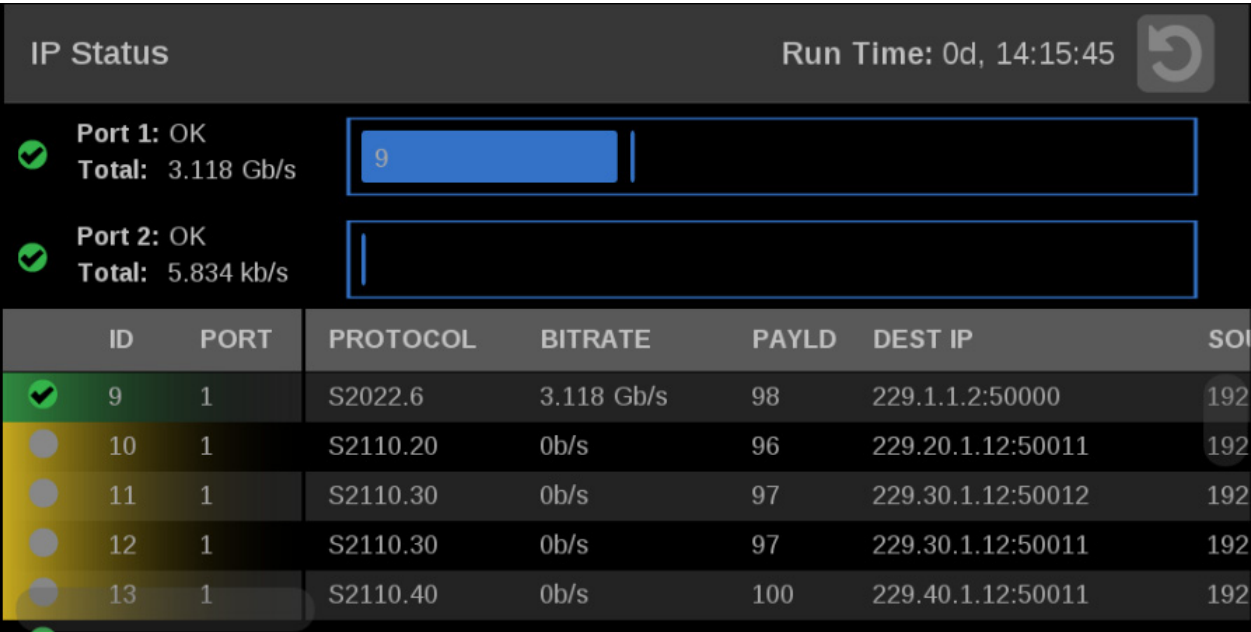 IP Status Run Time: 0d, 14:15:45
Port 1: OK
Total: 3.118 Gb/s
9
Port 2: OK
Total: 5.834 kb/s
ID PORT PROTOCOL BITRATE PAYLD DEST IP SOU
9 1 S2022.6 3.118 Gb/s 98 229.1.1.2:50000 192
10 1 S2110.20 0b/s 96 229.20.1.12:50011 192
11 1 S2110.30 0b/s 97 229.30.1.12:50012 192
12 1 S2110.30 0b/s 97 229.30.1.12:50011 192
13 1 S2110.40 0b/s 100 229.40.1.12:50011 192